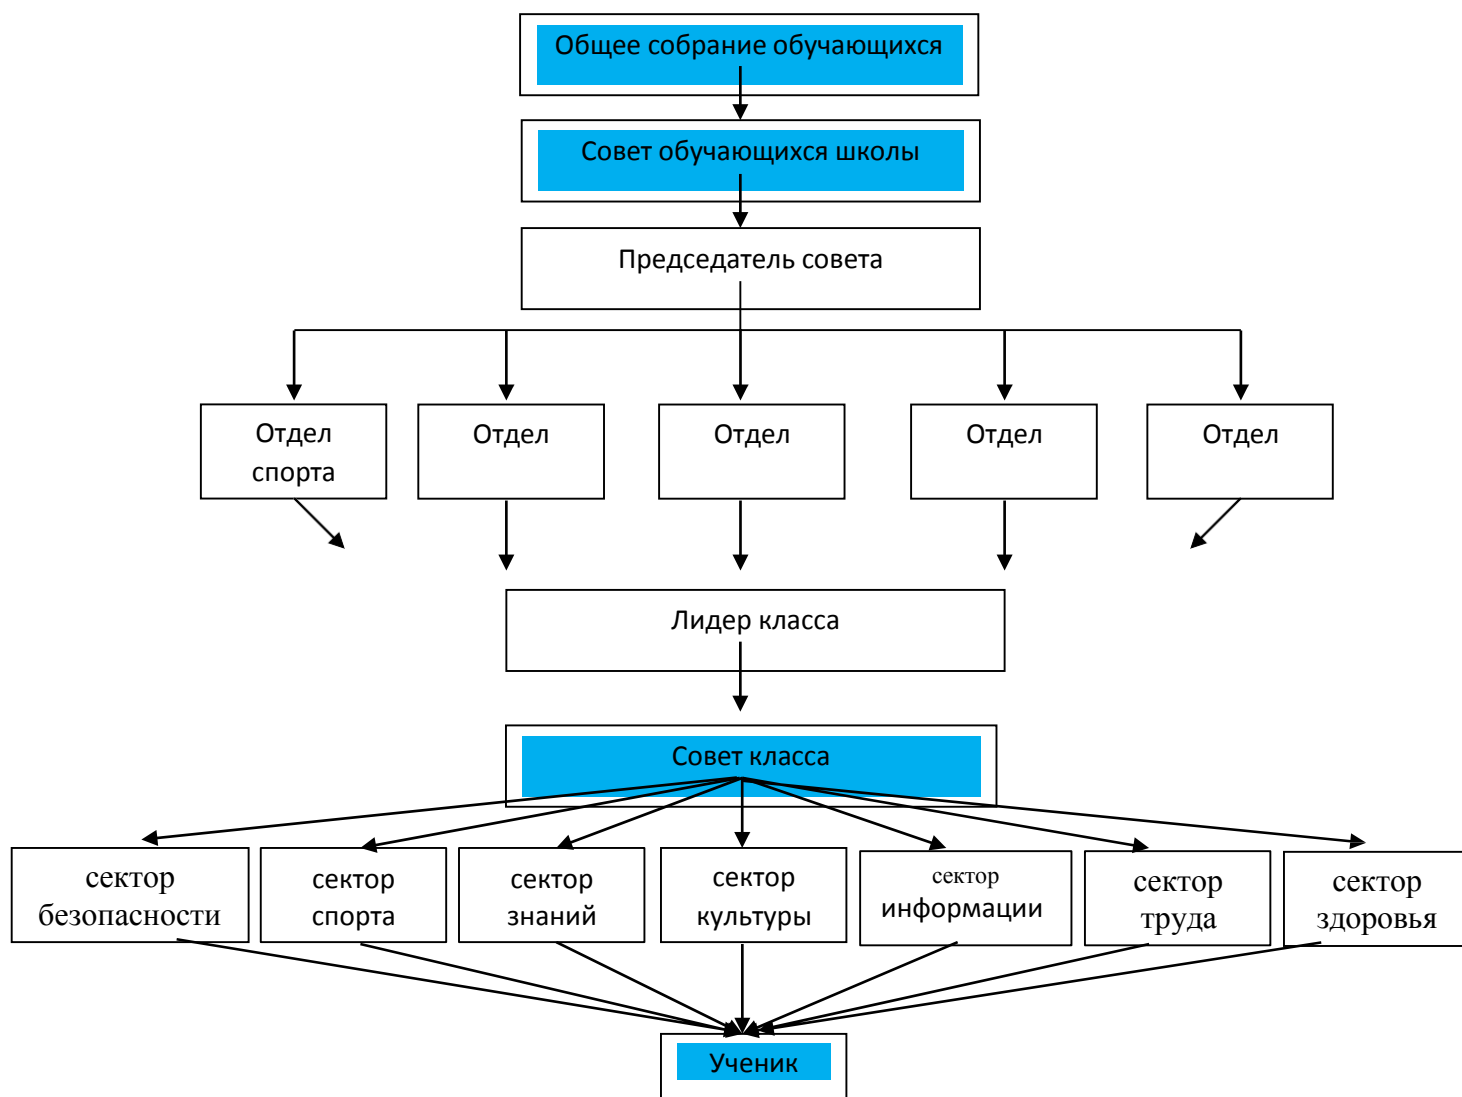 Общее собрание обучающихся
Совет обучающихся школы
Председатель совета
Отдел
спорта
Отдел
Отдел
Отдел
Отдел
Лидер класса
Совет класса
сектор
безопасности
сектор
спорта
сектор
знаний
сектор
культуры
сектор
информации
сектор
труда
сектор
здоровья
Ученик